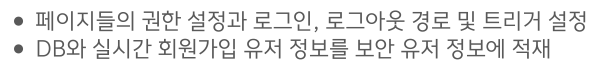 • 페이지들의 권한 설정과 로그인, 로그아웃 경로 및 트리거 설정
• DB와 실시간 회원가입 유저 정보를 보안 유저 정보에 적재